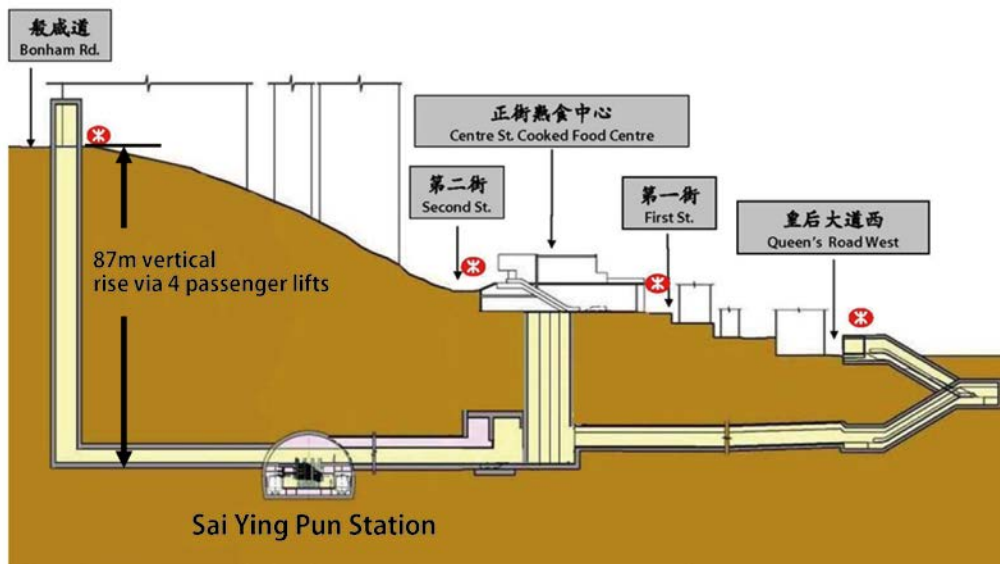 般咸道
Bonham Rd.
正街熟食中心
Centre St. Cooked Food Centre
第二街
Second St.
第一街
First St.
皇后大道西
Queen's Road West
87m vertical
rise via 4 passenger lifts
Sai Ying Pun Station